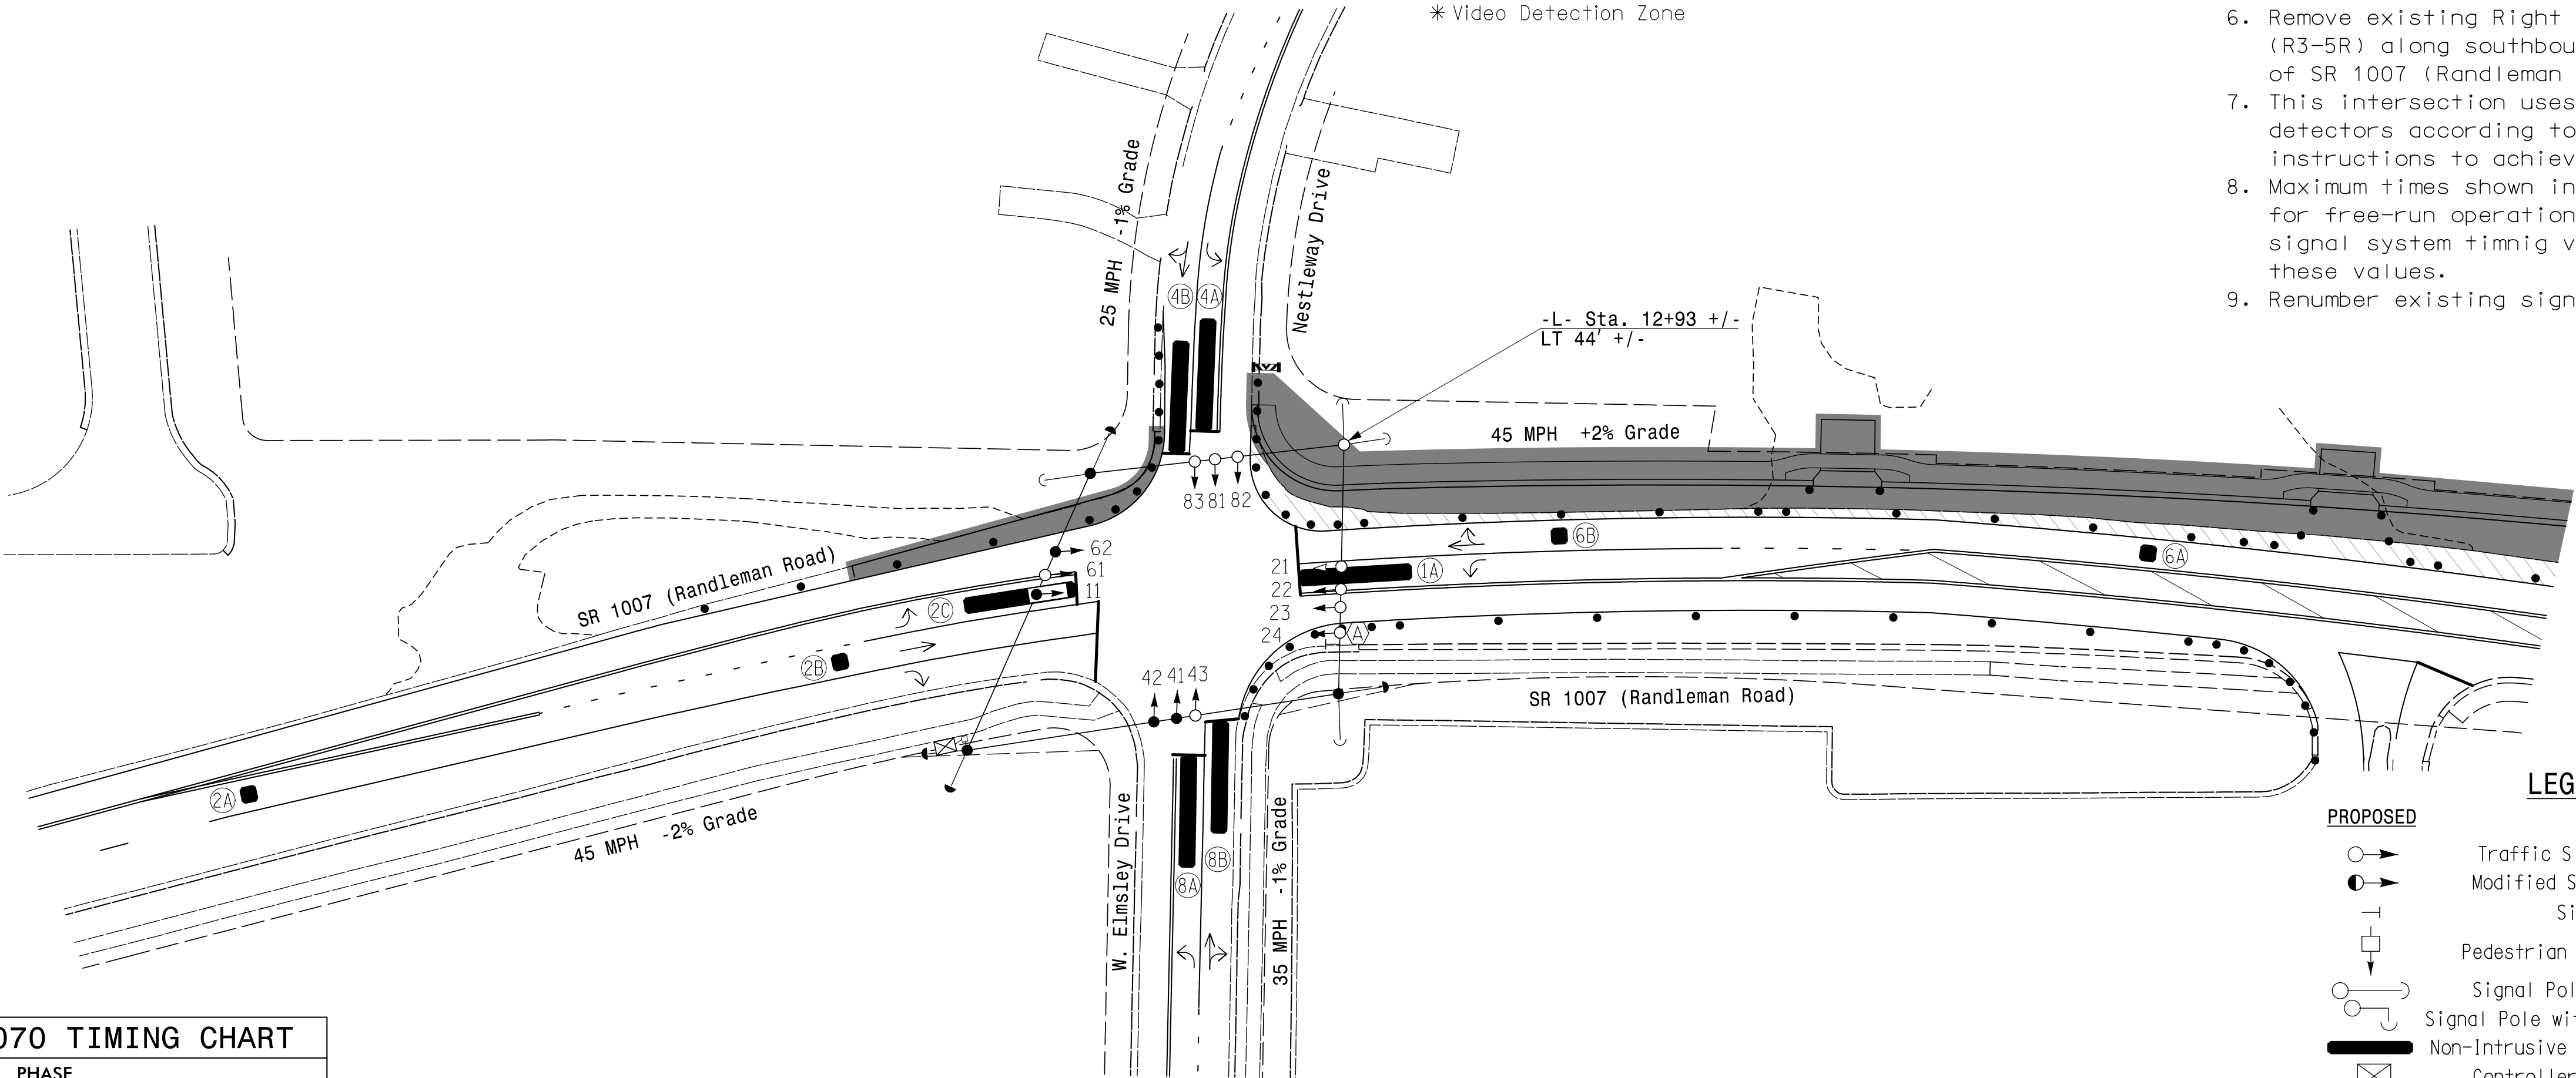 * Video Detection Zone
6. Remove existing Right
(R3-5R) along southbou
of SR 1007 (Randleman
7. This intersection uses
detectors according to
instructions to achiev
8. Maximum times shown in
for free-run operation
signal system timnig v
these values.
9. Renumber existing sign
25 MPH -1% Grade
Nestleway Drive
4B
4A
-L- Sta. 12+93 +/-
LT 44' +/-
45 MPH +2% Grade
83 81 82
SR 1007 (Randleman Road)
62
61
11
2C
2B
2A
21
22
23
24
A
1A
6B
6A
42 41 43
SR 1007 (Randleman Road)
45 MPH -2% Grade
W. Elmsley Drive
35 MPH -1% Grade
8B
8A
LEG
PROPOSED
Traffic S
Modified S
Si
Pedestrian
Signal Pol
Signal Pole wit
Non-Intrusive
Controller
070 TIMING CHART
PHASE